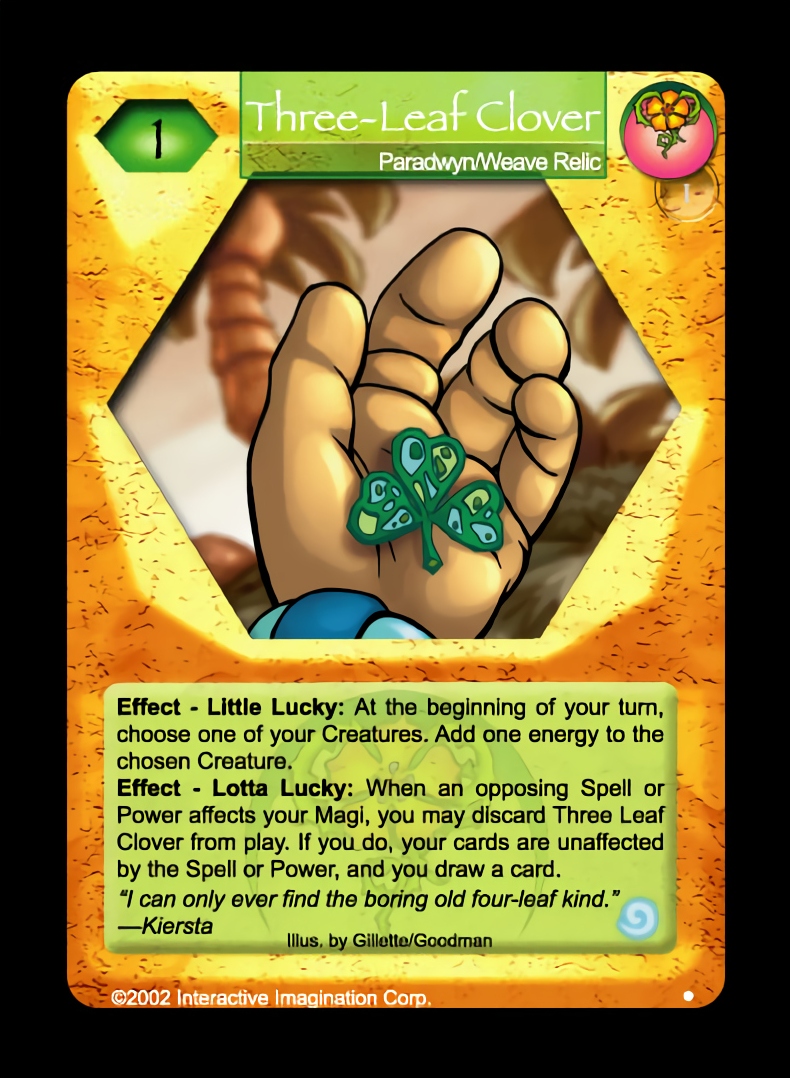 1
Three-Leaf Clover
Paradwyn/Weave Relic
1
Effect - Little Lucky: At the beginning of your turn,
choose one of your Creatures. Add one energy to the
chosen Creature.
Effect - Lotta Lucky: When an opposing Spell or
Power affects your Magi, you may discard Three Leaf
Clover from play. If you do, your cards are unaffected
by the Spell or Power, and you draw a card.
“I can only ever find the boring old four-leaf kind.”
—Kiersta
Illus. by Gillette/Goodman
©2002 Interactive Imagination Corp.